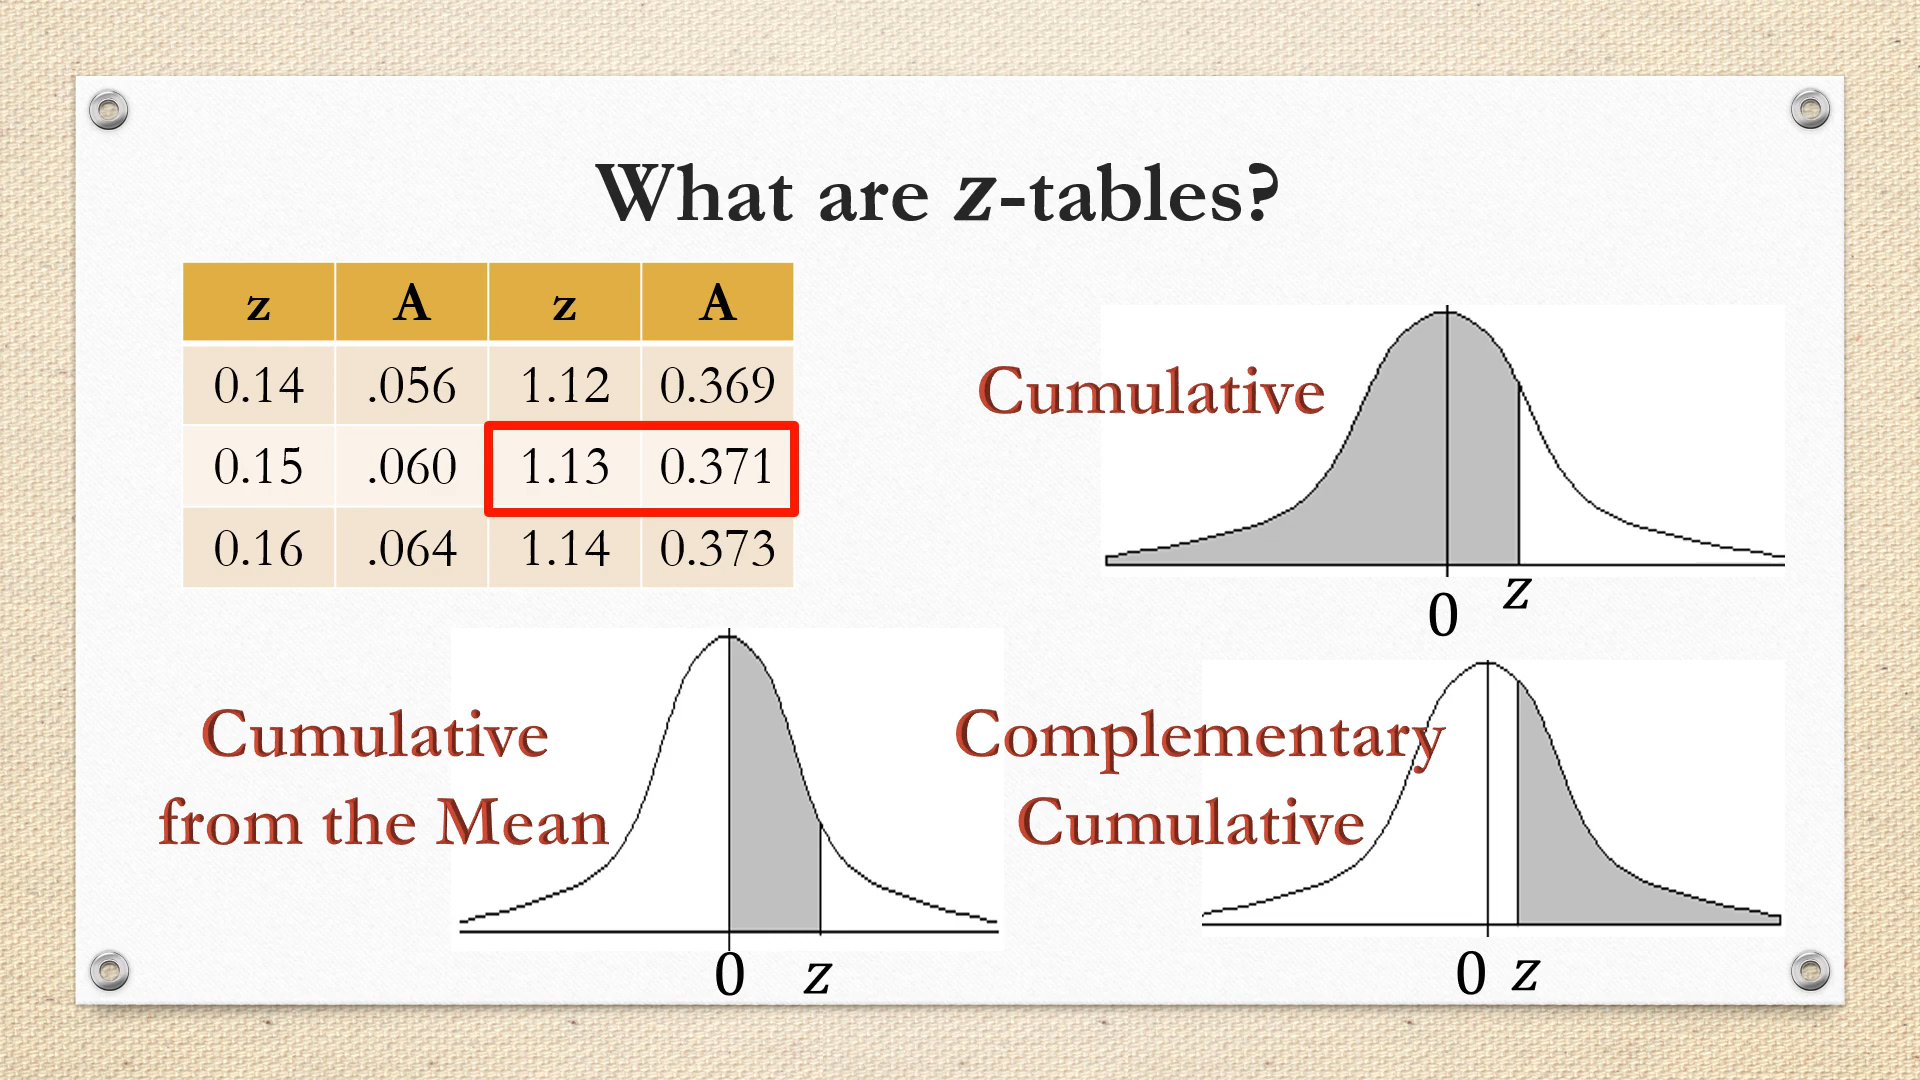 What are z-tables?
z A z A
0.14 .056 1.12 0.369
0.15 .060 1.13 0.371
0.16 .064 1.14 0.373
Cumulative
0 z
Cumulative
from the Mean
0 z
Complementary
Cumulative
0 z